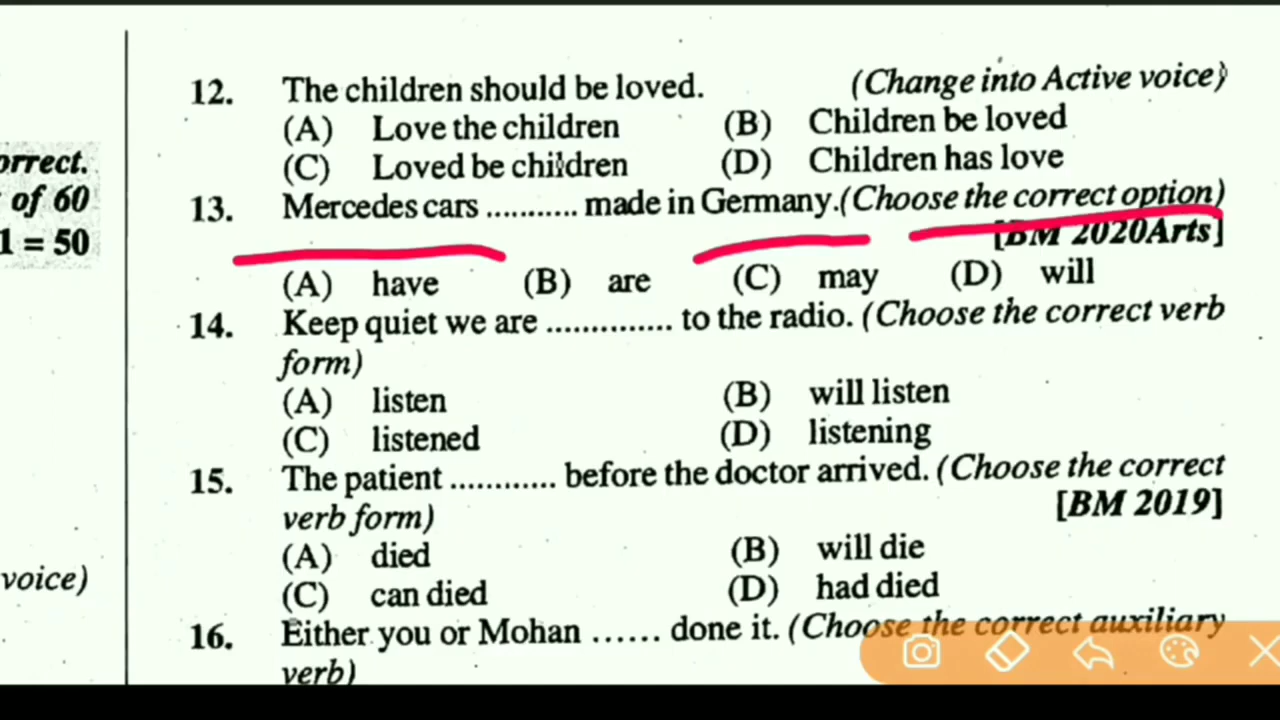 orrect.
of 60
1 = 50
voice)
12. The children should be loved. (Change into Active voice)
(A) Love the children (B) Children be loved
(C) Loved be children (D) Children has love
13. Mercedes cars ........... made in Germany.(Choose the correct option)
[BM 2020Arts]
(A) have (B) are (C) may (D) will
14. Keep quiet we are .............. to the radio. (Choose the correct verb
form)
(A) listen (B) will listen
(C) listened (D) listening
15. The patient ............ before the doctor arrived. (Choose the correct
verb form) [BM 2019]
(A) died (B) will die
(C) can died (D) had died
16. Either you or Mohan ...... done it. (Choose the correct auxiliary
verb)